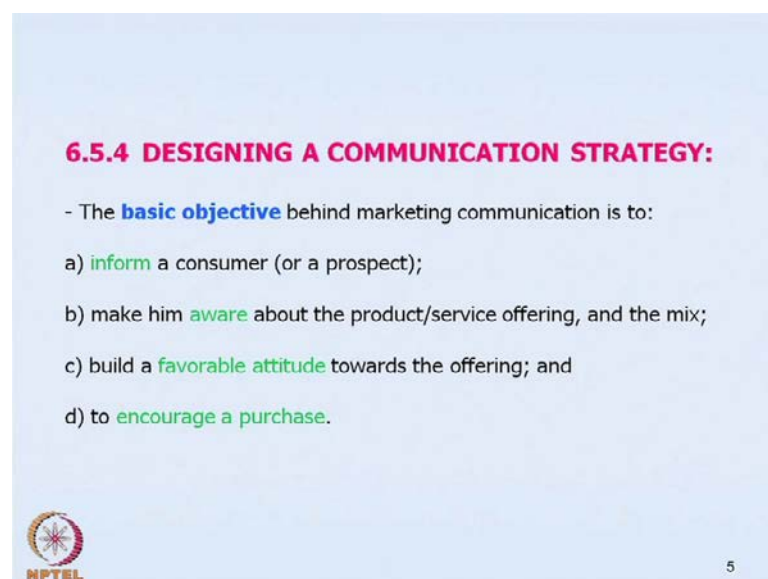 6.5.4 DESIGNING A COMMUNICATION STRATEGY:
- The basic objective behind marketing communication is to:
a) inform a consumer (or a prospect);
b) make him aware about the product/service offering, and the mix;
c) build a favorable attitude towards the offering; and
d) to encourage a purchase.
NPTEL
5